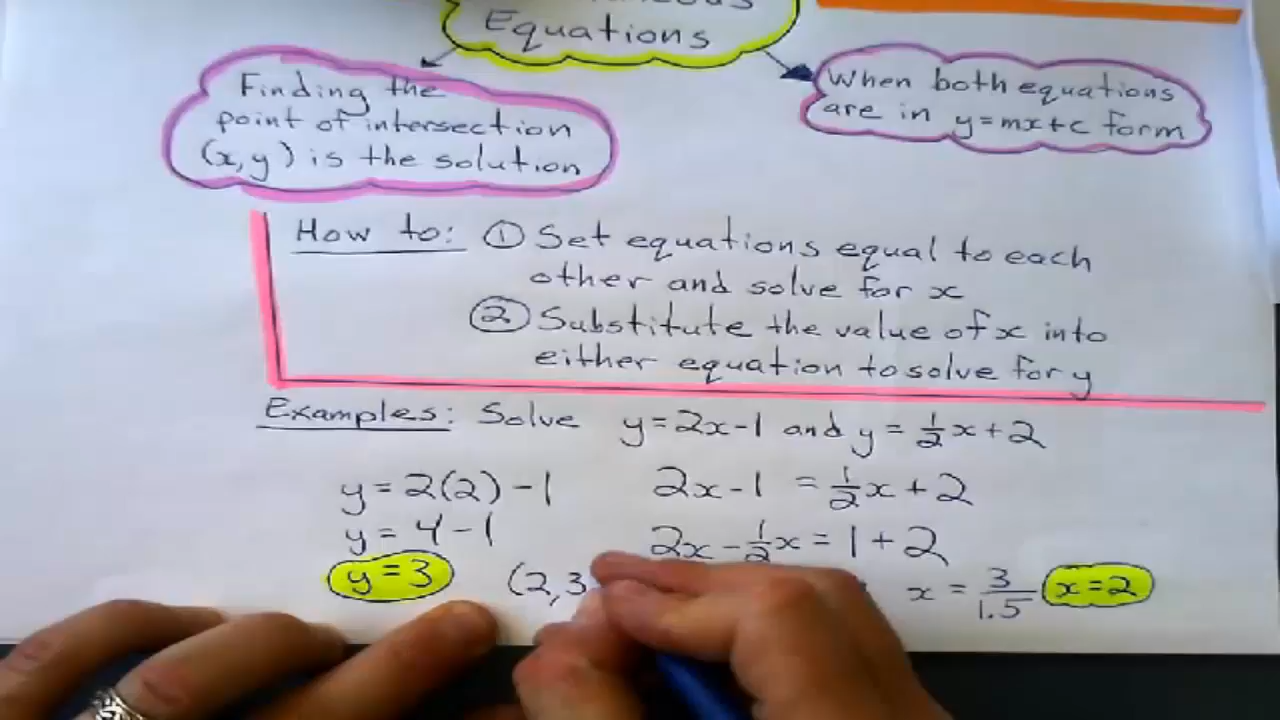 Equations
Finding the
point of intersection
(x,y) is the solution
When both equations
are in y=mx+c form
How to: ① Set equations equal to each
other and solve for x
② Substitute the value of x into
either equation to solve for y
Examples: Solve y=2x-1 and y=½x+2
y=2(2)-1
y=4-1
y=3
(2,3
2x-1 =½x+2
2x-½x=1+2
x=3/1.5 x=2